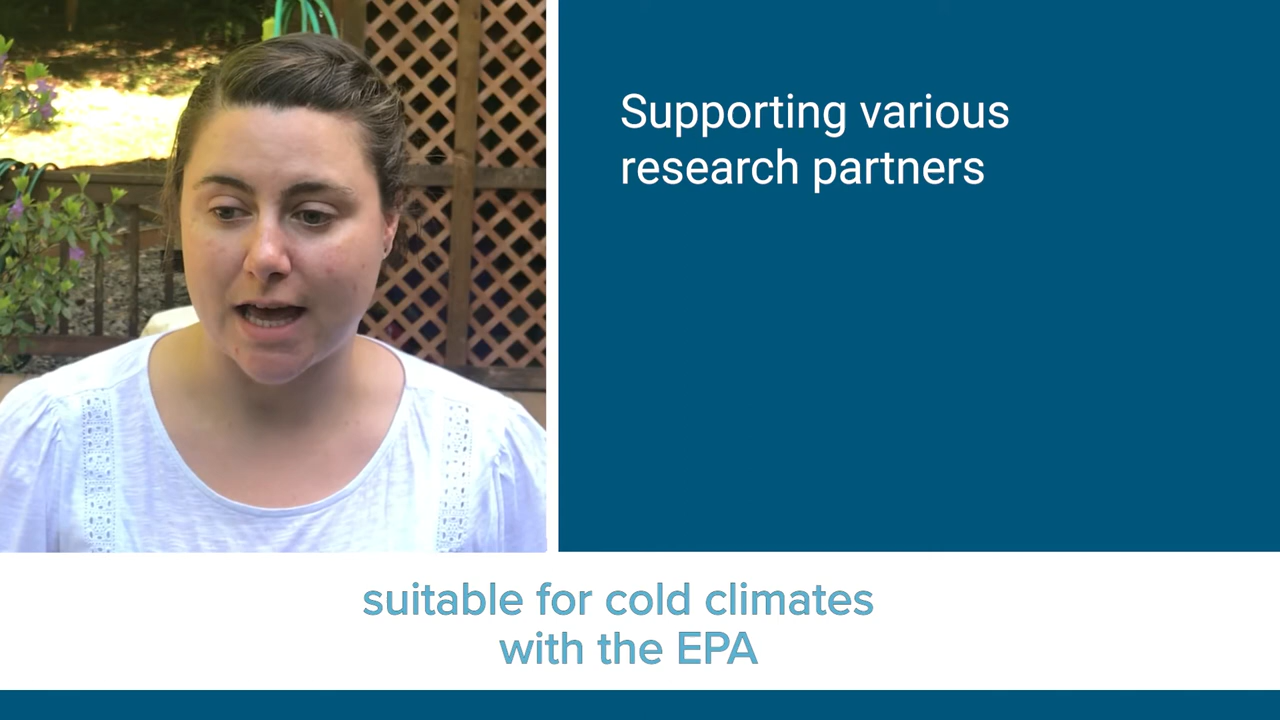 Supporting various
research partners
suitable for cold climates
with the EPA